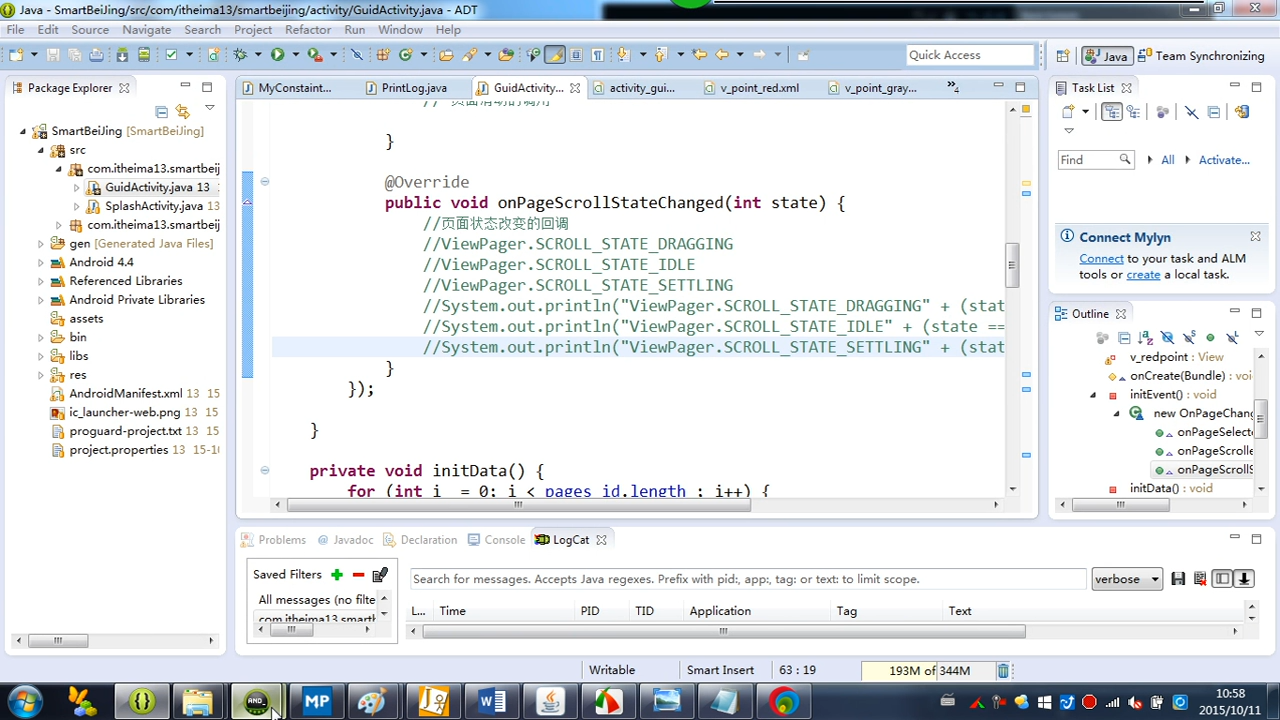 Java - SmartBeiJing/src/com/itheima13/smartbeijing/activity/GuidActivity.java - ADT
File Edit Source Navigate Search Project Refactor Run Window Help
Quick Access
Java
Team Synchronizing
Package Explorer
SmartBeiJing [SmartBeiJing]
src
com.itheima13.smartbeij
GuidActivity.java 13
SplashActivity.java 13
com.itheima13.smartbeij
gen [Generated Java Files]
Android 4.4
Referenced Libraries
Android Private Libraries
assets
bin
libs
res
AndroidManifest.xml 13 15
ic_launcher-web.png 13 15
proguard-project.txt 13
project.properties 13 15-10
MyConstaint...
PrintLog.java
GuidActivity...
activity_gui...
v_point_red.xml
v_point_gray...
»4
}
@Override
public void onPageScrollStateChanged(int state) {
//页面状态改变的回调
//ViewPager.SCROLL_STATE_DRAGGING
//ViewPager.SCROLL_STATE_IDLE
//ViewPager.SCROLL_STATE_SETTLING
//System.out.println("ViewPager.SCROLL_STATE_DRAGGING" + (stat
//System.out.println("ViewPager.SCROLL_STATE_IDLE" + (state ==
//System.out.println("ViewPager.SCROLL_STATE_SETTLING" + (stat
}
});
}
private void initData() {
for (int i = 0; i < pages_id.length ; i++) {
Task List
Find
All
Activate...
Connect Mylyn
Connect to your task and ALM
tools or create a local task.
Outline
v_redpoint : View
onCreate(Bundle) : voi
initEvent() : void
new OnPageChang
onPageSelecte
onPageScrolle
onPageScrollS
initData() : void
Problems
Javadoc
Declaration
Console
LogCat
Saved Filters
All messages (no filte
com.itheima13.smartl
Search for messages. Accepts Java regexes. Prefix with pid:, app:, tag: or text: to limit scope.
verbose
L... Time PID TID Application Tag Text
Writable
Smart Insert
63 : 19
193M of 344M
AND
MP
10:58
2015/10/11